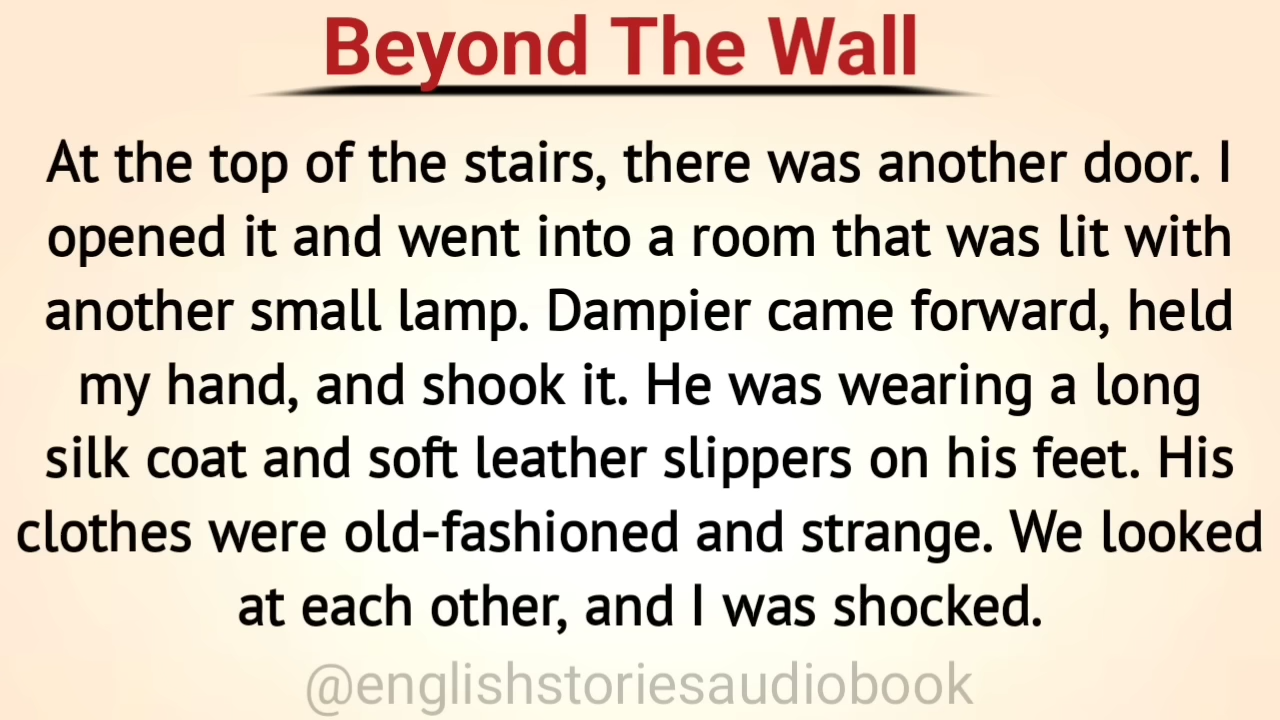 Beyond The Wall
At the top of the stairs, there was another door. I
opened it and went into a room that was lit with
another small lamp. Dampier came forward, held
my hand, and shook it. He was wearing a long
silk coat and soft leather slippers on his feet. His
clothes were old-fashioned and strange. We looked
at each other, and I was shocked.
@englishstoriesaudiobook